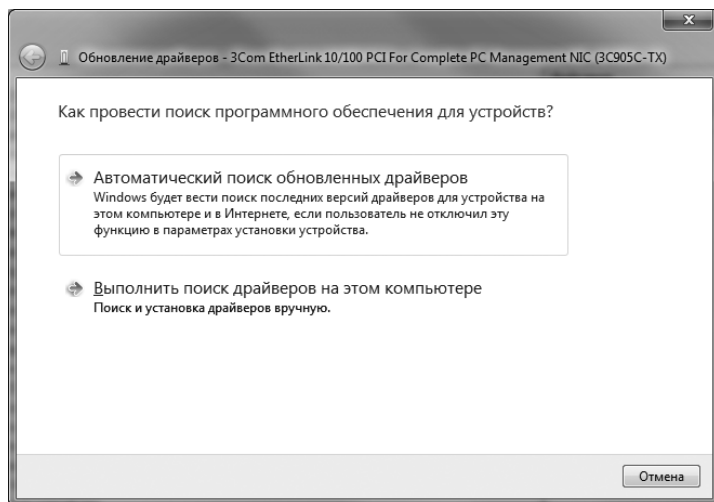 Обновление драйверов - 3Com EtherLink 10/100 PCI For Complete PC Management NIC (3C905C-TX)
Как провести поиск программного обеспечения для устройств?
Автоматический поиск обновленных драйверов
Windows будет вести поиск последних версий драйверов для устройства на
этом компьютере и в Интернете, если пользователь не отключил эту
функцию в параметрах установки устройства.
Выполнить поиск драйверов на этом компьютере
Поиск и установка драйверов вручную.
Отмена